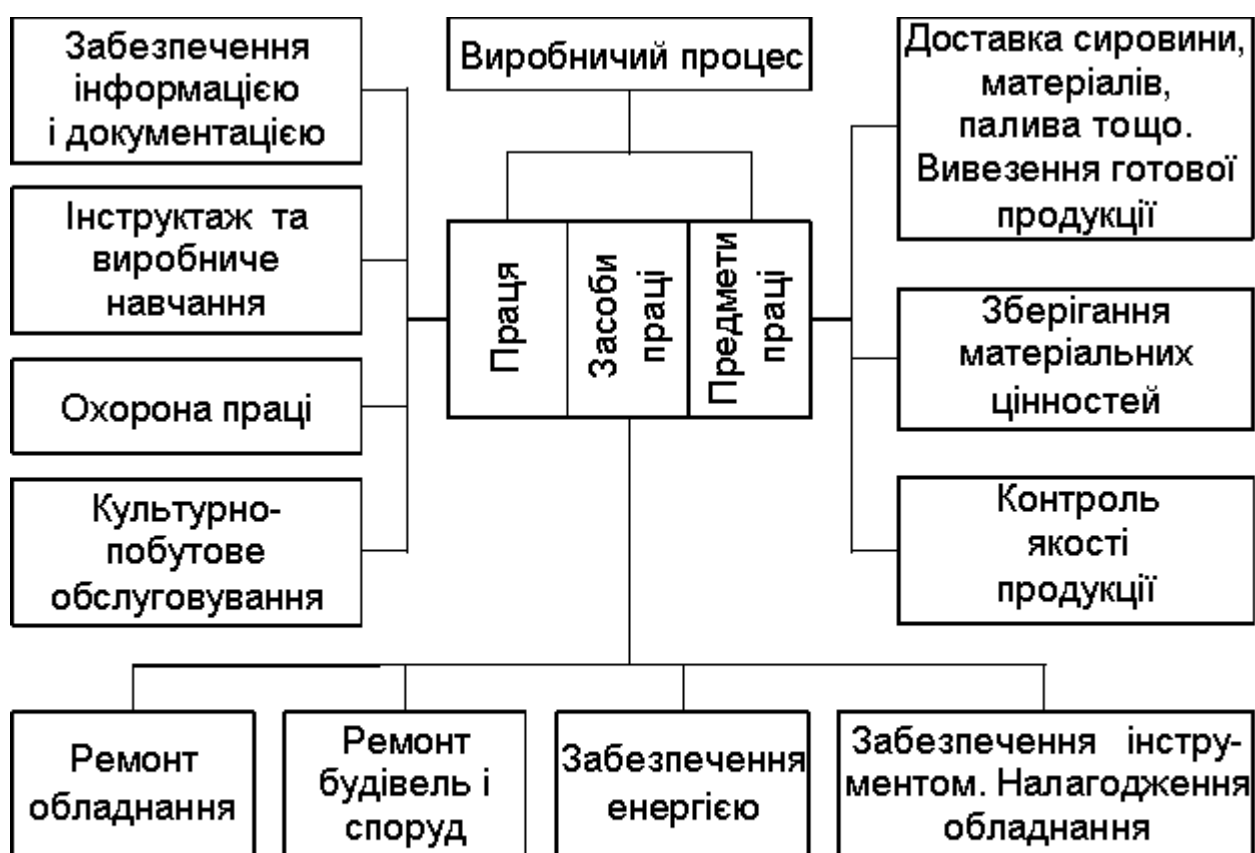 Забезпечення
інформацією
і документацією
Виробничий процес
Доставка сировини,
матеріалів,
палива тощо.
Вивезення готової
продукції
Інструктаж та
виробниче
навчання
Праця
Засоби
праці
Предмети
праці
Зберігання
матеріальних
цінностей
Охорона праці
Культурно-
побутове
обслуговування
Контроль
якості
продукції
Ремонт
обладнання
Ремонт
будівель і
споруд
Забезпечення
енергією
Забезпечення інстру-
ментом. Налагодження
обладнання